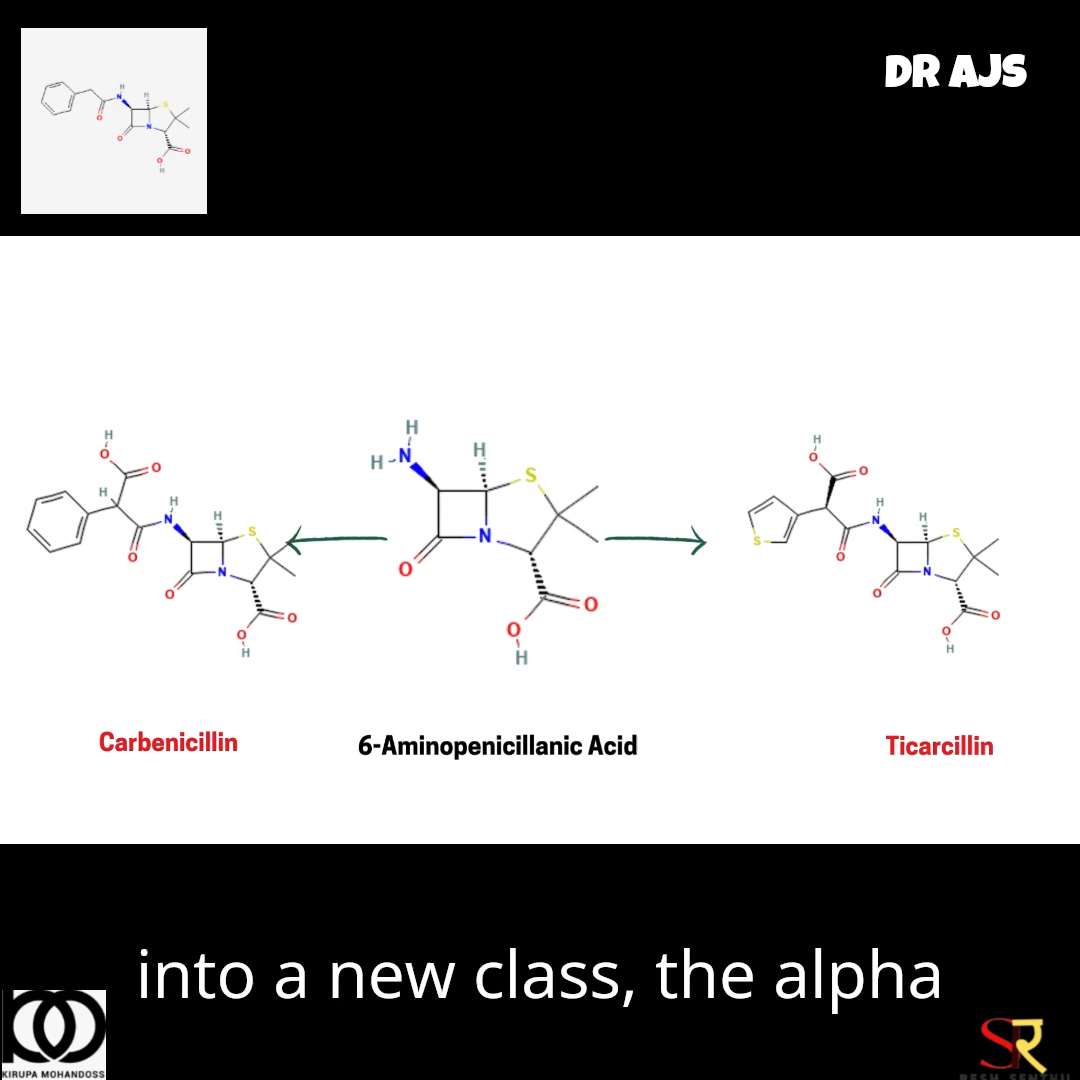 DR AJS
Carbenicillin
6-Aminopenicillanic Acid
Ticarcillin
into a new class, the alpha
KIRUPA MOHANDOSS